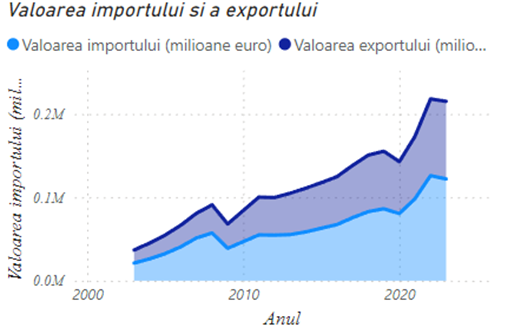 Valoarea importului si a exportului
Valoarea importului (milioane euro) Valoarea exportului (milio...
Valoarea importului (mil...
0.2M
0.1M
0.0M
2000 2010 2020
Anul